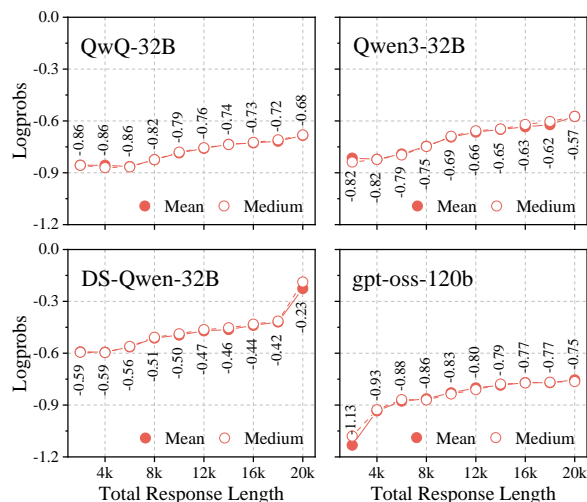 0.0
QwQ-32B
Qwen3-32B
-0.3
Logprobs
-0.6
-0.9
-1.2
-0.86
-0.86
-0.86
-0.82
-0.79
-0.76
-0.74
-0.73
-0.72
-0.68
Mean
Medium
-0.82
-0.82
-0.79
-0.75
-0.69
-0.66
-0.65
-0.63
-0.62
-0.57
Mean
Medium
0.0
DS-Qwen-32B
gpt-oss-120b
-0.3
Logprobs
-0.6
-0.9
-1.2
-0.59
-0.59
-0.56
-0.51
-0.50
-0.47
-0.46
-0.44
-0.42
-0.23
Mean
Medium
-1.13
-0.93
-0.88
-0.86
-0.83
-0.80
-0.79
-0.77
-0.77
-0.75
Mean
Medium
4k
8k
12k
16k
20k
4k
8k
12k
16k
20k
Total Response Length
Total Response Length